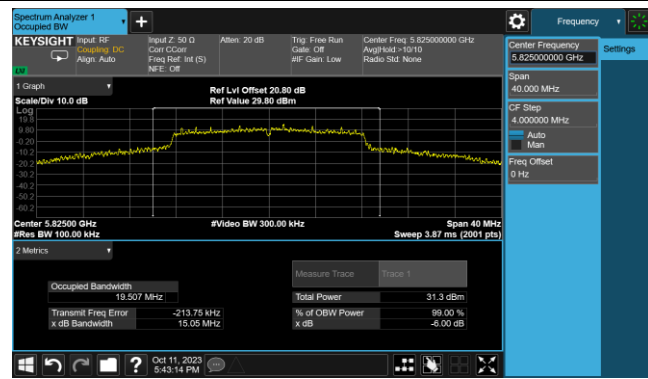 Spectrum Analyzer 1
Occupied BW
Frequency
KEYSIGHT
Input: RF
Coupling: DC
Align: Auto
Input Z: 50 Ω
Corr CCorr
Freq Ref: Int (S)
NFE: Off
Atten: 20 dB
Trig: Free Run
Gate: Off
#IF Gain: Low
Center Freq: 5.825000000 GHz
Avg|Hold:>10/10
Radio Std: None
1 Graph
Scale/Div 10.0 dB
Ref Lvl Offset 20.80 dB
Ref Value 29.80 dBm
Log
19.8
9.80
-0.20
-10.2
-20.2
-30.2
-40.2
-50.2
-60.2
Center 5.82500 GHz
#Res BW 100.00 kHz
#Video BW 300.00 kHz
Span 40 MHz
Sweep 3.87 ms (2001 pts)
2 Metrics
Measure Trace
Trace 1
Occupied Bandwidth
19.507 MHz
Total Power
31.3 dBm
Transmit Freq Error
-213.75 kHz
% of OBW Power
99.00 %
x dB Bandwidth
15.05 MHz
x dB
-6.00 dB
Center Frequency
5.825000000 GHz
Settings
Span
40.000 MHz
CF Step
4.000000 MHz
Auto
Man
Freq Offset
0 Hz
?
Oct 11, 2023
5:43:14 PM